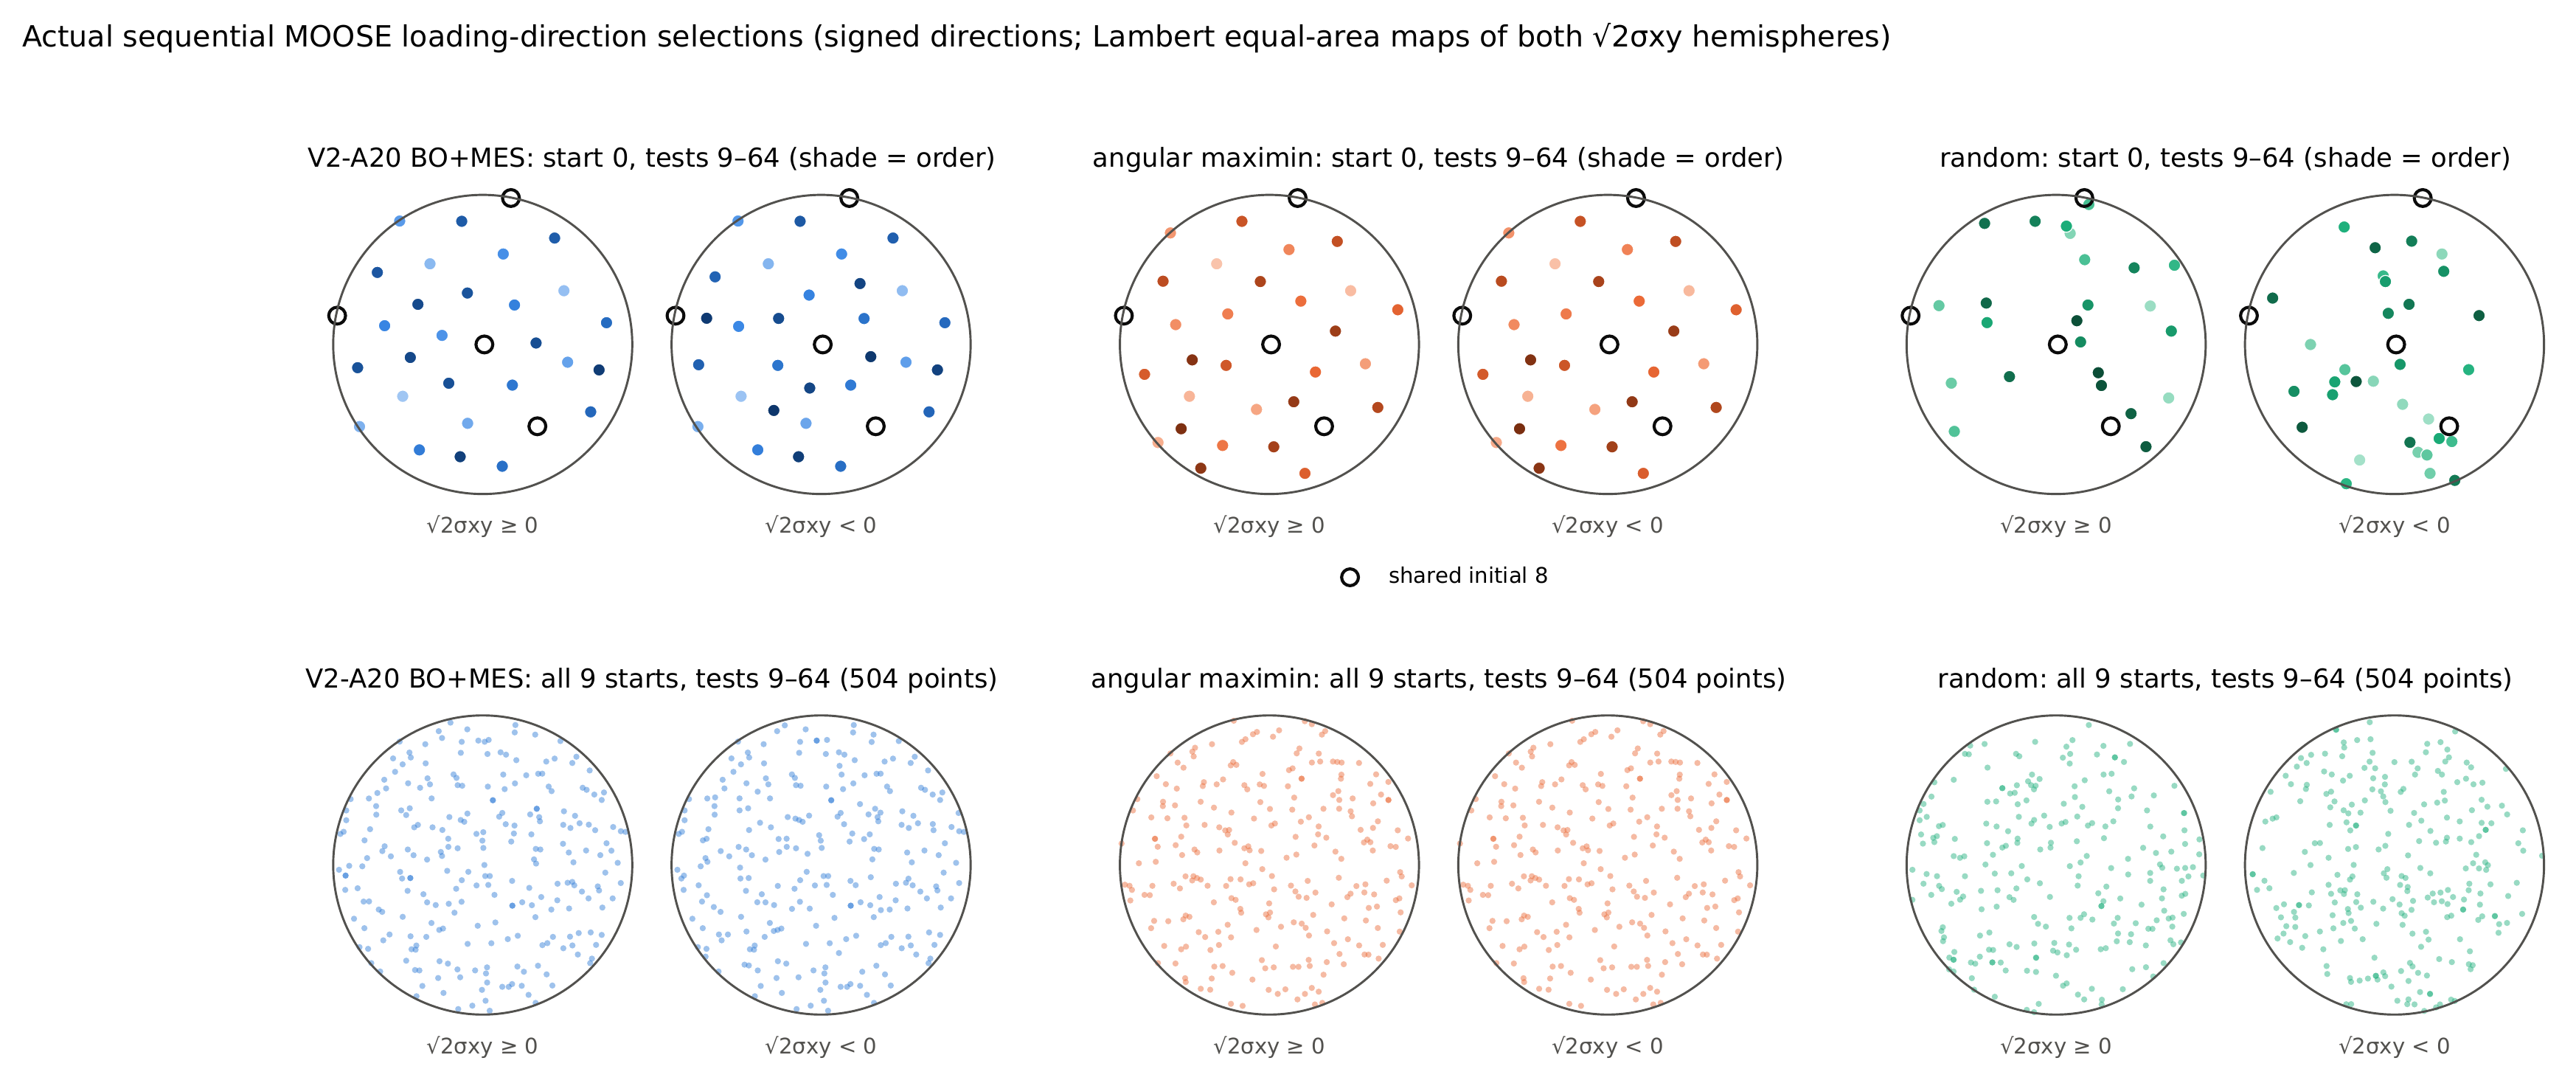 Actual sequential MOOSE loading-direction selections (signed directions; Lambert equal-area maps of both √2σxy hemispheres)
V2-A20 BO+MES: start 0, tests 9–64 (shade = order)
angular maximin: start 0, tests 9–64 (shade = order)
random: start 0, tests 9–64 (shade = order)
√2σxy ≥ 0
√2σxy < 0
√2σxy ≥ 0
√2σxy < 0
√2σxy ≥ 0
√2σxy < 0
shared initial 8
V2-A20 BO+MES: all 9 starts, tests 9–64 (504 points)
angular maximin: all 9 starts, tests 9–64 (504 points)
random: all 9 starts, tests 9–64 (504 points)
√2σxy ≥ 0
√2σxy < 0
√2σxy ≥ 0
√2σxy < 0
√2σxy ≥ 0
√2σxy < 0